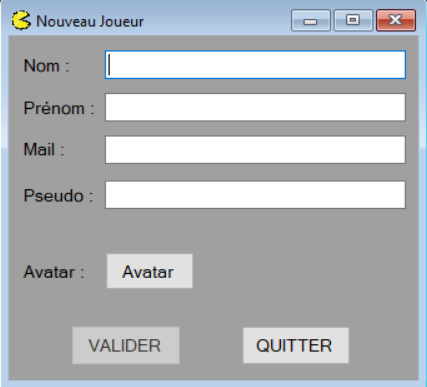 Nouveau Joueur
Nom :
Prénom :
Mail :
Pseudo :
Avatar : Avatar
VALIDER QUITTER